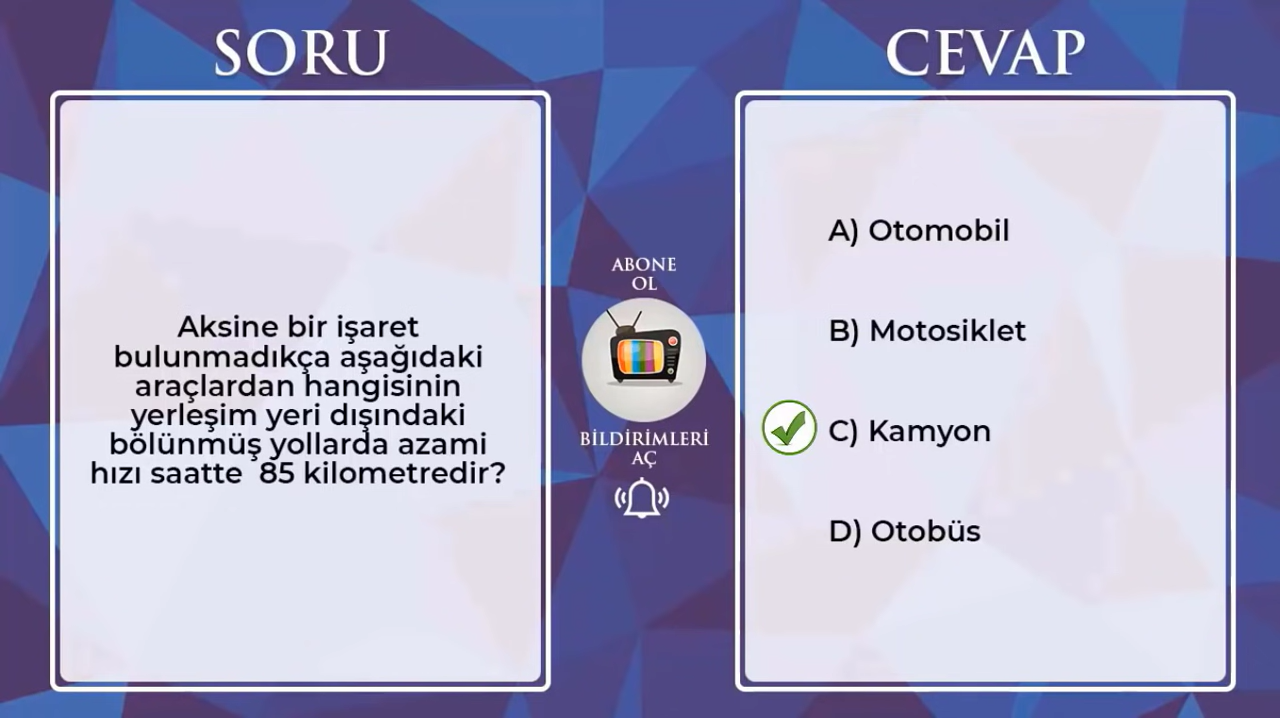 SORU
Aksine bir işaret
bulunmadıkça aşağıdaki
araçlardan hangisinin
yerleşim yeri dışındaki
bölünmüş yollarda azami
hızı saatte  85 kilometredir?
ABONE
OL
BİLDİRİMLERİ
AÇ
CEVAP
A) Otomobil
B) Motosiklet
C) Kamyon
D) Otobüs